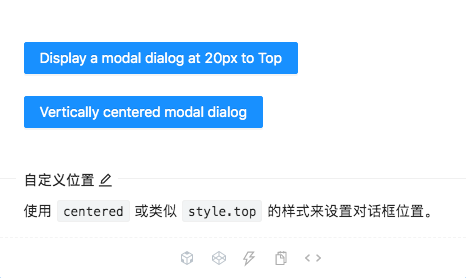 Display a modal dialog at 20px to Top
Vertically centered modal dialog
自定义位置
使用 centered 或类似 style.top 的样式来设置对话框位置。